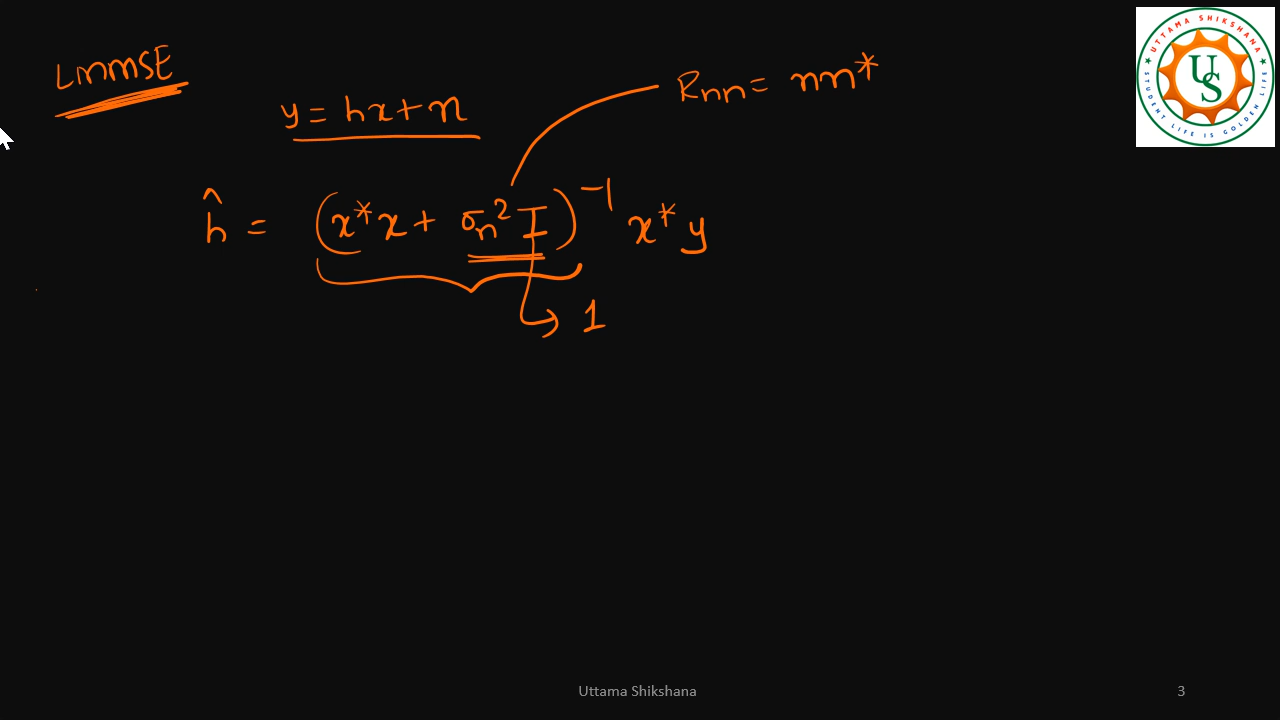 LMMSE
y = hx + n
Rnn = nn*
ĥ = (x*x + σn² I)⁻¹ x* y
→ 1
UTTAMA SHIKSHANA
US
STUDENT LIFE IS GOLDEN LIFE
Uttama Shikshana
3